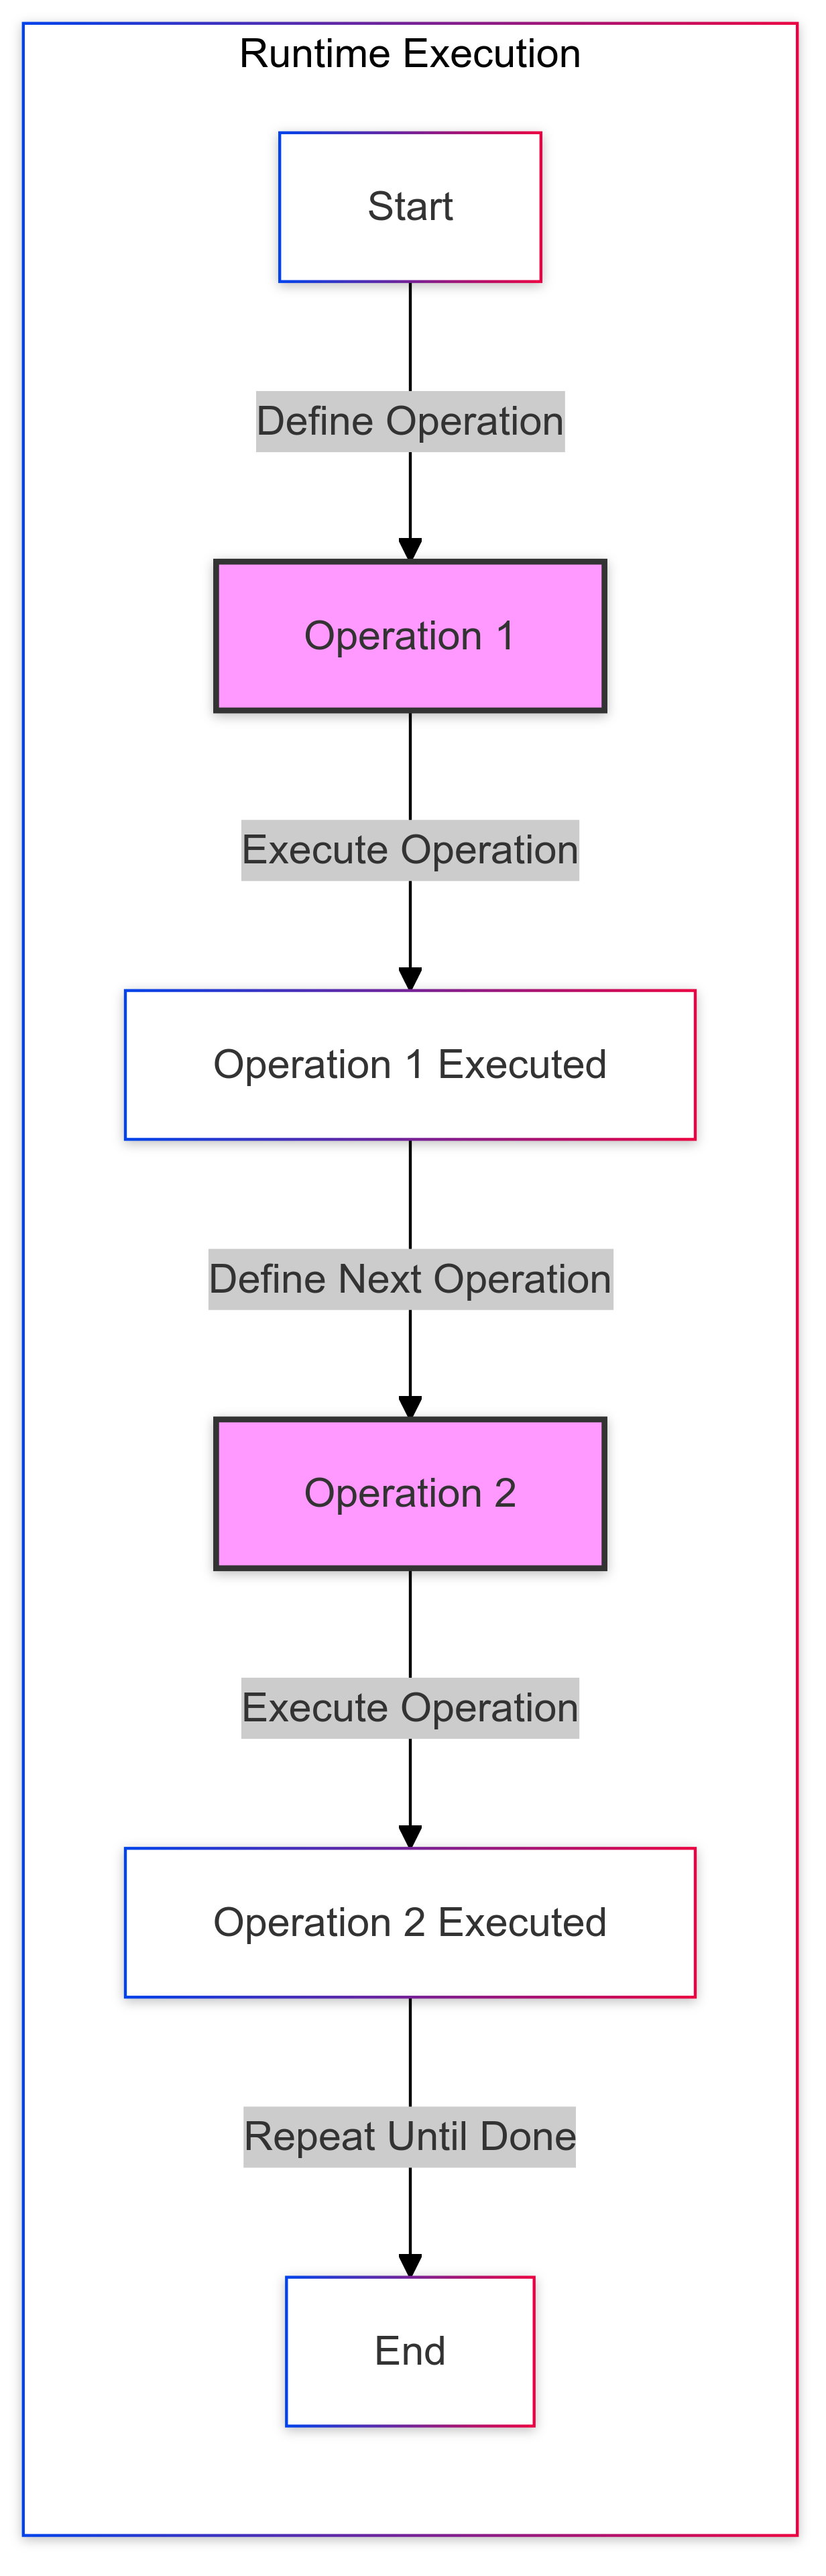 Runtime Execution
Start
Define Operation
Operation 1
Execute Operation
Operation 1 Executed
Define Next Operation
Operation 2
Execute Operation
Operation 2 Executed
Repeat Until Done
End